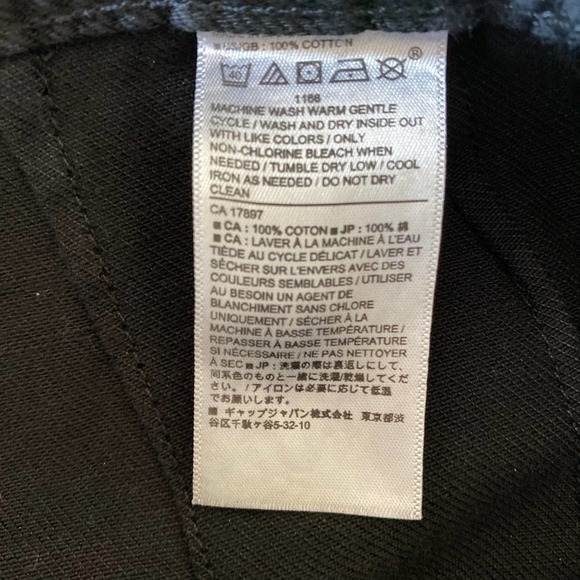 US/GB : 100% COTTON
40
®
1166
MACHINE WASH WARM GENTLE
CYCLE / WASH AND DRY INSIDE OUT
WITH LIKE COLORS / ONLY
NON-CHLORINE BLEACH WHEN
NEEDED / TUMBLE DRY LOW / COOL
IRON AS NEEDED / DO NOT DRY
CLEAN
CA 17897
■ CA : 100% COTON ■ JP : 100% 綿
■ CA : LAVER À LA MACHINE À L'EAU
TIÈDE AU CYCLE DÉLICAT / LAVER ET
SÉCHER SUR L'ENVERS AVEC DES
COULEURS SEMBLABLES / UTILISER
AU BESOIN UN AGENT DE
BLANCHIMENT SANS CHLORE
UNIQUEMENT / SÉCHER À LA
MACHINE À BASSE TEMPÉRATURE /
REPASSER À BASSE TEMPÉRATURE
SI NÉCESSAIRE / NE PAS NETTOYER
À SEC ■ JP : 洗濯の際は裏返しにして、
同系色のものと一緒に洗濯/乾燥してくだ
さい。/ アイロンは必要に応じて低温
でお願いします。
■ ギャップジャパン株式会社 東京都渋
谷区千駄ヶ谷5-32-10